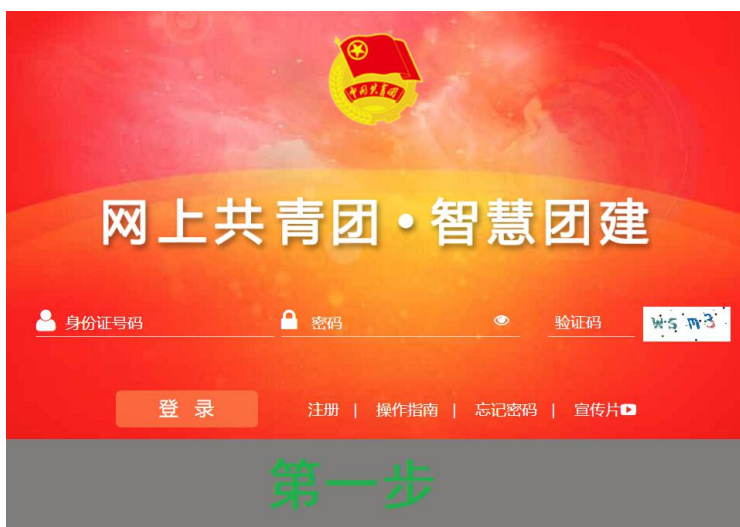 中国共青团
网上共青团•智慧团建
身份证号码 密码 验证码 wsm3
登录 注册 | 操作指南 | 忘记密码 | 宣传片
第一步